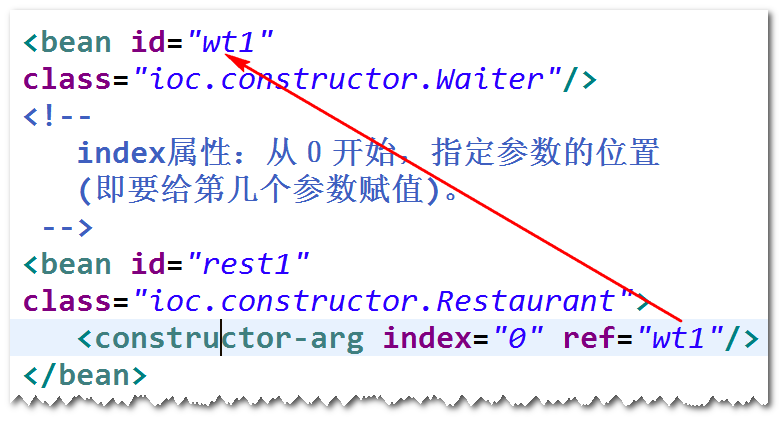 <bean id="wt1"
class="ioc.constructor.Waiter"/>
<!--
index属性：从０开始，指定参数的位置
(即要给第几个参数赋值)。
-->
<bean id="rest1"
class="ioc.constructor.Restaurant">
<constructor-arg index="0" ref="wt1"/>
</bean>